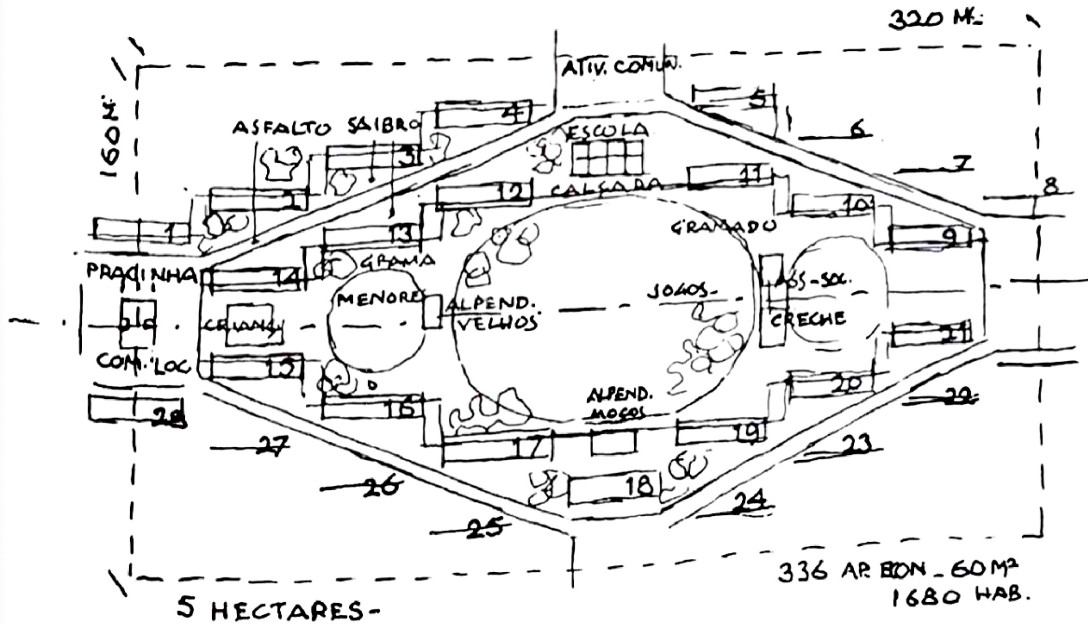 320 M.
ATIV. COMUN.
160 M.
4
5
ASFALTO SAIBRO
ESCOLA
6
3
7
CALÇADA
11
2
12
8
10
1
GRAMADO
13
9
PRACINHA
14
GRAMA
MENORES
ALPEND.
VELHOS
JOGOS-
ASS-SOC.
CRECHE
CRIANÇ.
COM. LOC
15
21
20
ALPEND.
MOÇOS
28
16
22
19
27
17
23
26
18
24
25
336 AP. ECON - 60 M²
1680 HAB.
5 HECTARES-